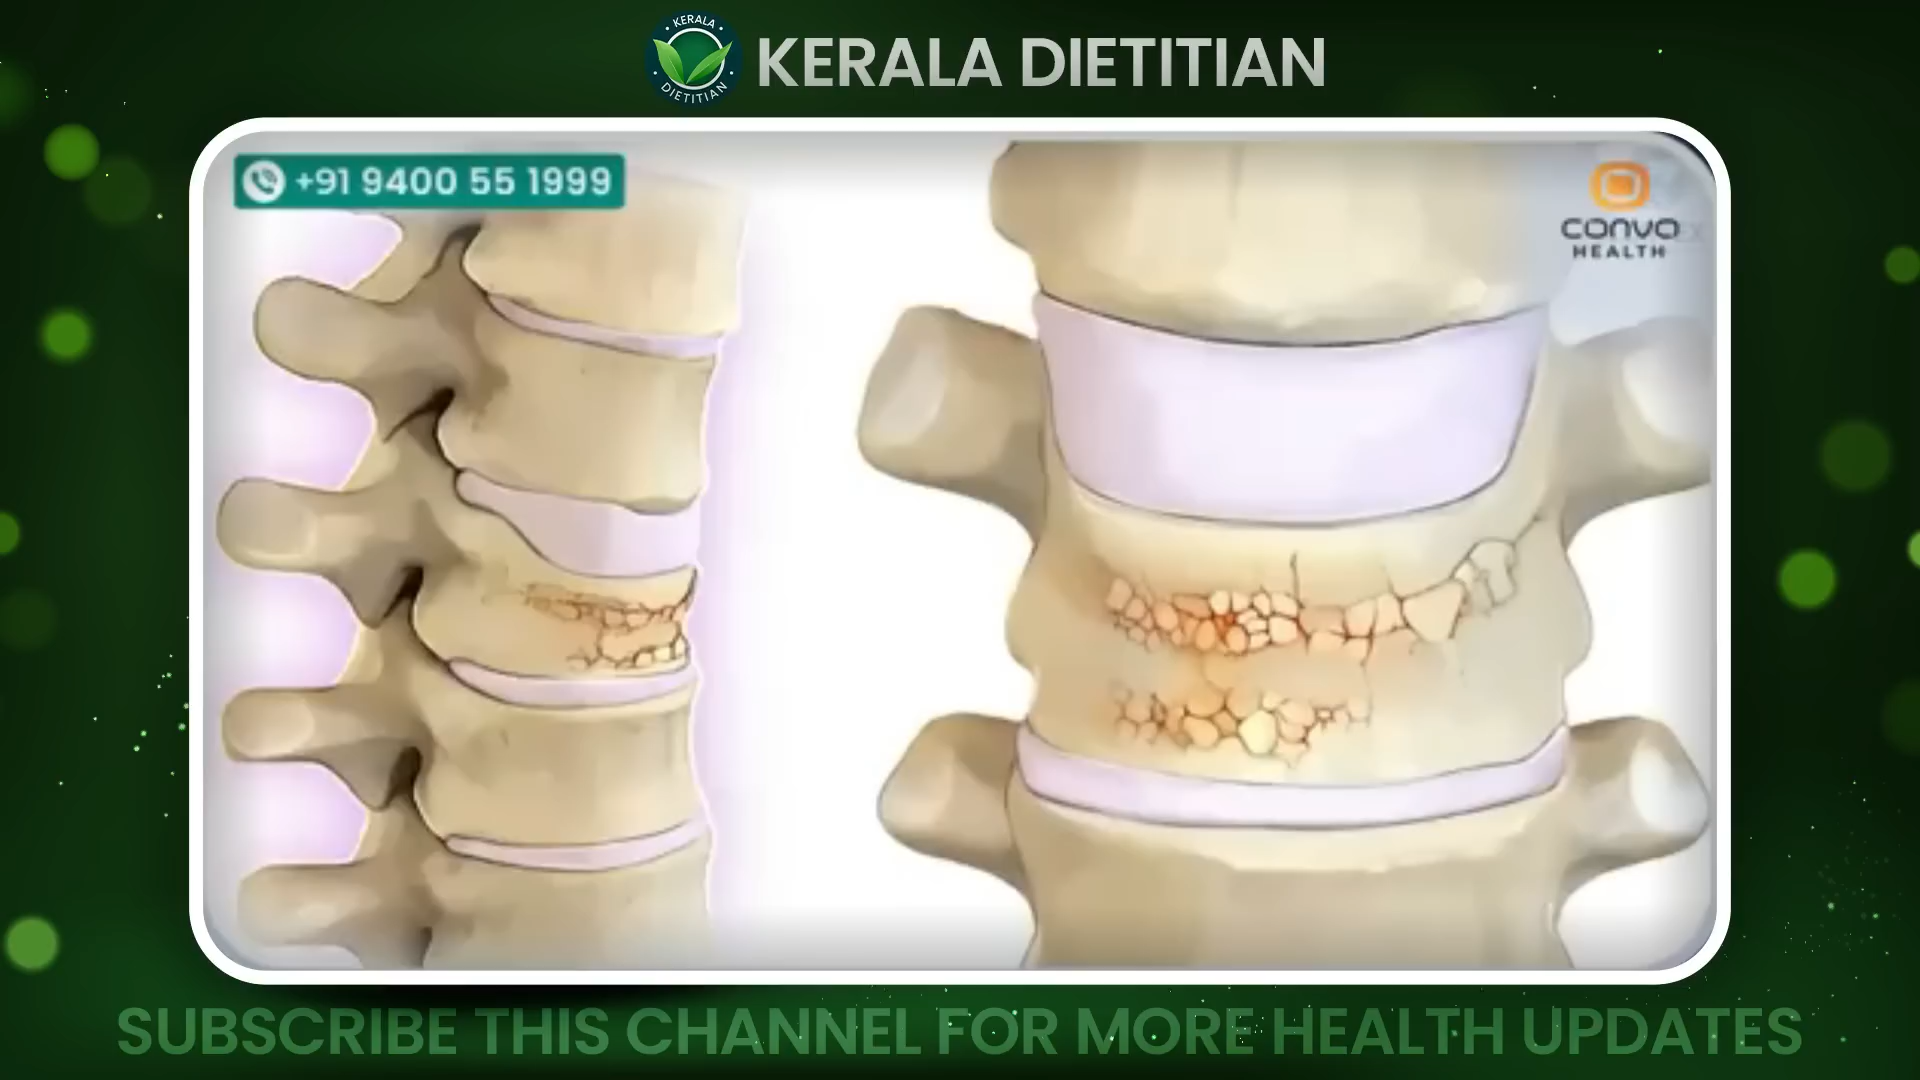 KERALA
DIETITIAN
KERALA DIETITIAN
+91 9400 55 1999
CONVO
HEALTH
SUBSCRIBE THIS CHANNEL FOR MORE HEALTH UPDATES